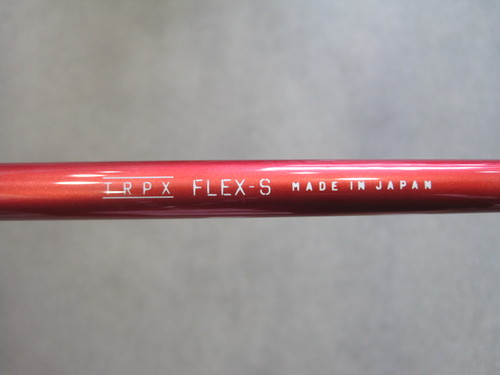 TRPX FLEX-S MADE IN JAPAN